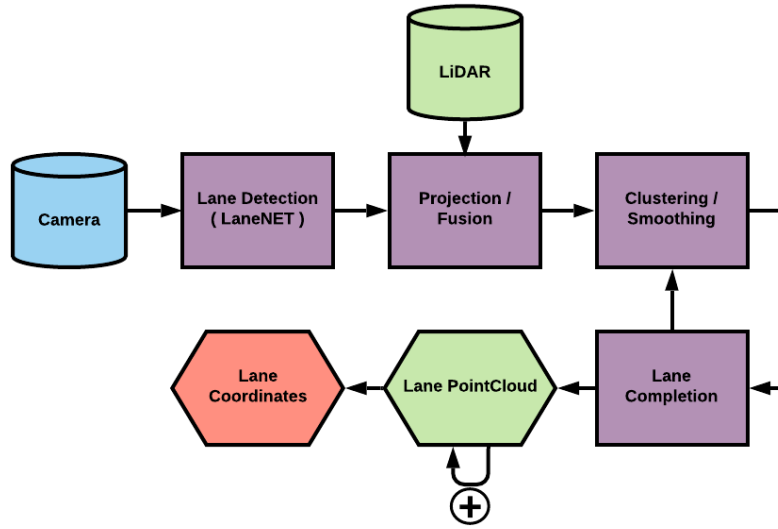 LiDAR
Camera
Lane Detection
( LaneNET )
Projection /
Fusion
Clustering /
Smoothing
Lane
Coordinates
Lane PointCloud
Lane
Completion
+